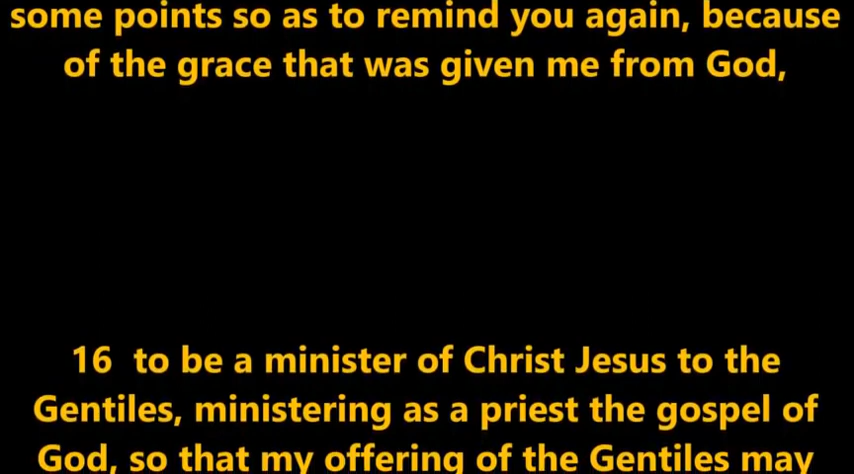 some points so as to remind you again, because
of the grace that was given me from God,
16 to be a minister of Christ Jesus to the
Gentiles, ministering as a priest the gospel of
God, so that my offering of the Gentiles may